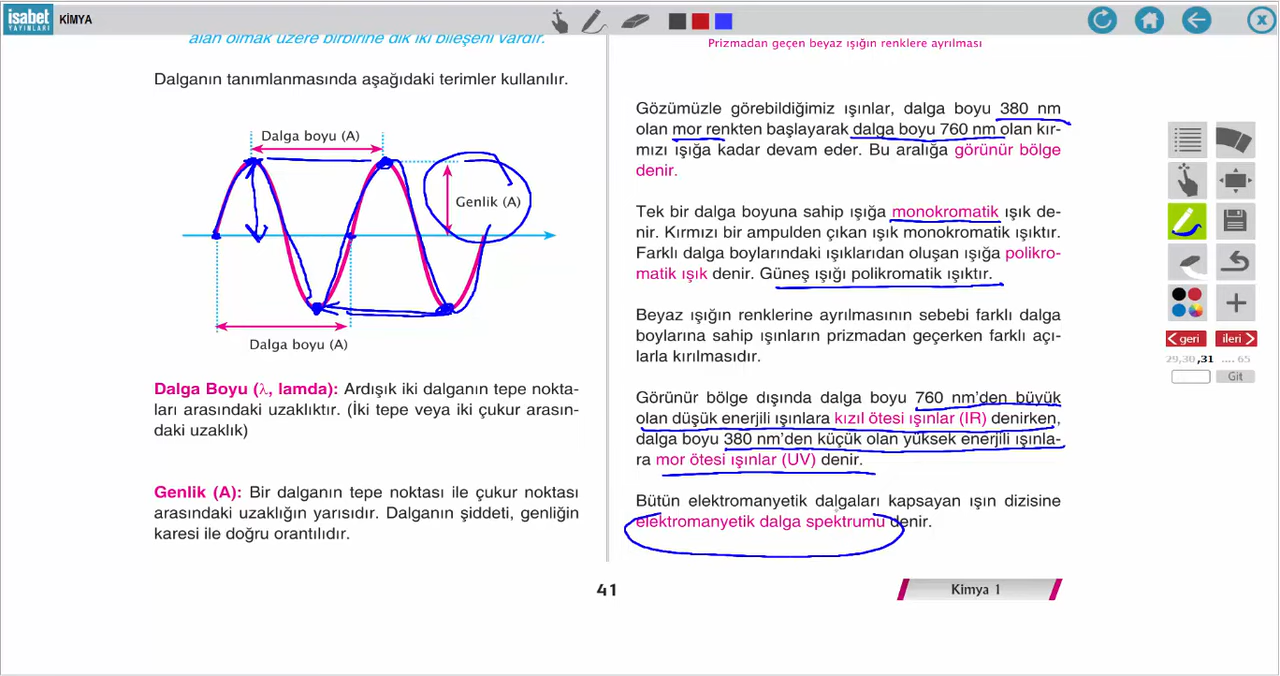 isabet
YAYINLARI
KİMYA
alan olmak üzere birbirine dik iki bileşeni vardır.
Dalganın tanımlanmasında aşağıdaki terimler kullanılır.
Dalga boyu (A)
Genlik (A)
Dalga boyu (A)
Dalga Boyu (λ, lamda): Ardışık iki dalganın tepe nokta-
ları arasındaki uzaklıktır. (İki tepe veya iki çukur arasın-
daki uzaklık)
Genlik (A): Bir dalganın tepe noktası ile çukur noktası
arasındaki uzaklığın yarısıdır. Dalganın şiddeti, genliğin
karesi ile doğru orantılıdır.
Prizmadan geçen beyaz ışığın renklere ayrılması
Gözümüzle görebildiğimiz ışınlar, dalga boyu 380 nm
olan mor renkten başlayarak dalga boyu 760 nm olan kır-
mızı ışığa kadar devam eder. Bu aralığa görünür bölge
denir.
Tek bir dalga boyuna sahip ışığa monokromatik ışık de-
nir. Kırmızı bir ampulden çıkan ışık monokromatik ışıktır.
Farklı dalga boylarındaki ışıklarıdan oluşan ışığa polikro-
matik ışık denir. Güneş ışığı polikromatik ışıktır.
Beyaz ışığın renklerine ayrılmasının sebebi farklı dalga
boylarına sahip ışınların prizmadan geçerken farklı açı-
larla kırılmasıdır.
Görünür bölge dışında dalga boyu 760 nm'den büyük
olan düşük enerjili ışınlara kızıl ötesi ışınlar (IR) denirken,
dalga boyu 380 nm'den küçük olan yüksek enerjili ışınla-
ra mor ötesi ışınlar (UV) denir.
Bütün elektromanyetik dalgaları kapsayan ışın dizisine
elektromanyetik dalga spektrumu denir.
41
Kimya 1
geri
ileri
29,30,31 .... 65
Git